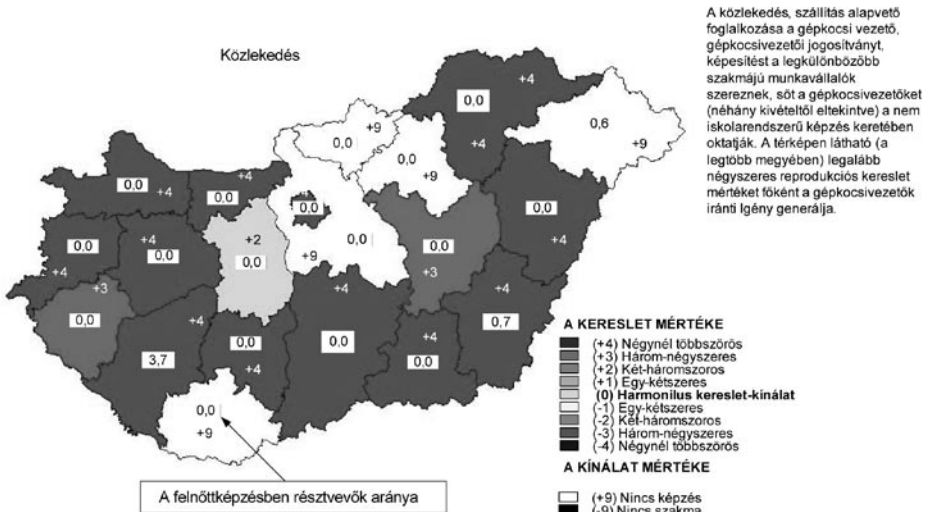 Közlekedés
A közlekedés, szállítás alapvető
foglalkozása a gépkocsi vezető,
gépkocsivezetői jogosítványt,
képesítést a legkülönbözőbb
szakmájú munkavállalók
szereznek, sőt a gépkocsivezetőket
(néhány kivételtől eltekintve) a nem
iskolarendszerű képzés keretében
oktatják. A térképen látható (a
legtöbb megyében) legalább
négyszeres reprodukciós kereslet
mértéket főként a gépkocsivezetők
iránti Igény generálja.
+4
0,0
+4
+9
0,0
0,6
+9
0,0
+9
0,0
+4
+4
0,0
0,0
0,0
+4
0,0
+4
+4
0,0
+2
0,0
0,0
+9
0,0
+3
+3
0,0
+4
+4
0,7
+4
3,7
0,0
+4
0,0
+4
0,0
0,0
+9
A felnőttképzésben résztvevők aránya
A KERESLET MÉRTÉKE
(+4) Négynél többszörös
(+3) Három-négyszeres
(+2) Két-háromszoros
(+1) Egy-kétszeres
(0) Harmonilus kereslet-kínálat
(-1) Egy-kétszeres
(-2) Két-háromszoros
(-3) Három-négyszeres
(-4) Négynél többszörös
A KÍNÁLAT MÉRTÉKE
(+9) Nincs képzés
(-9) Nincs szakma